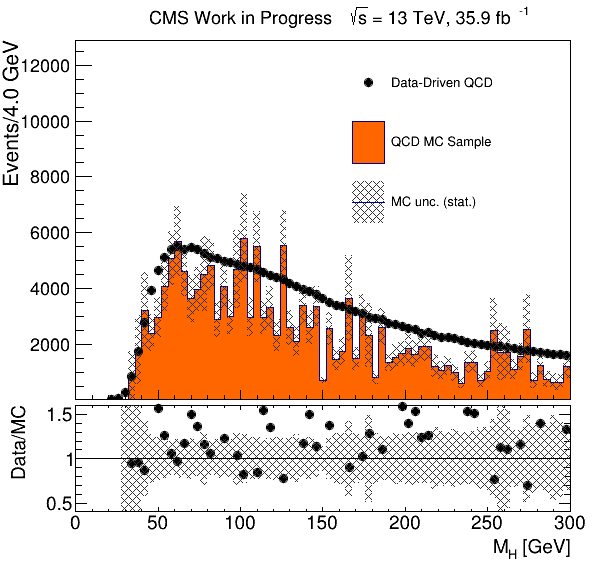 CMS Work in Progress √s = 13 TeV, 35.9 fb⁻¹
Events/4.0 GeV
12000
10000
8000
6000
4000
2000
Data-Driven QCD
QCD MC Sample
MC unc. (stat.)
Data/MC
1.5
1
0.5
0 50 100 150 200 250 300
M_H [GeV]